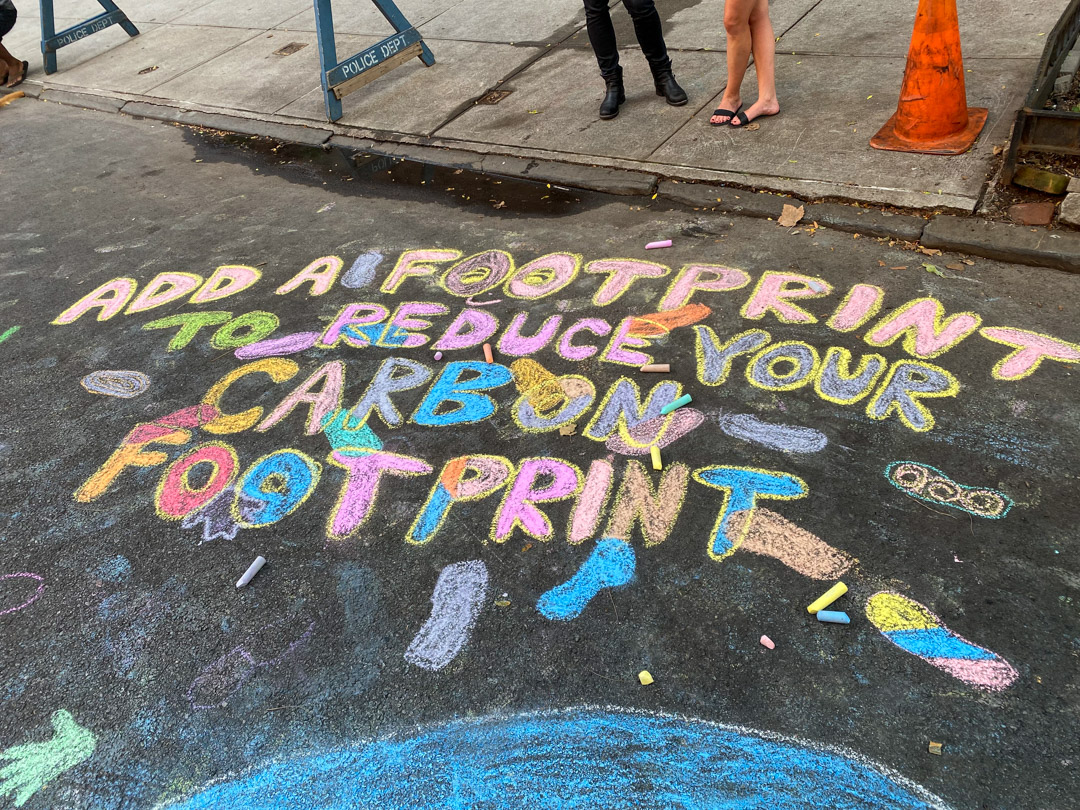 POLICE DEPT
POLICE DEPT
ADD A FOOTPRINT
TO REDUCE YOUR
CARBON
FOOTPRINT